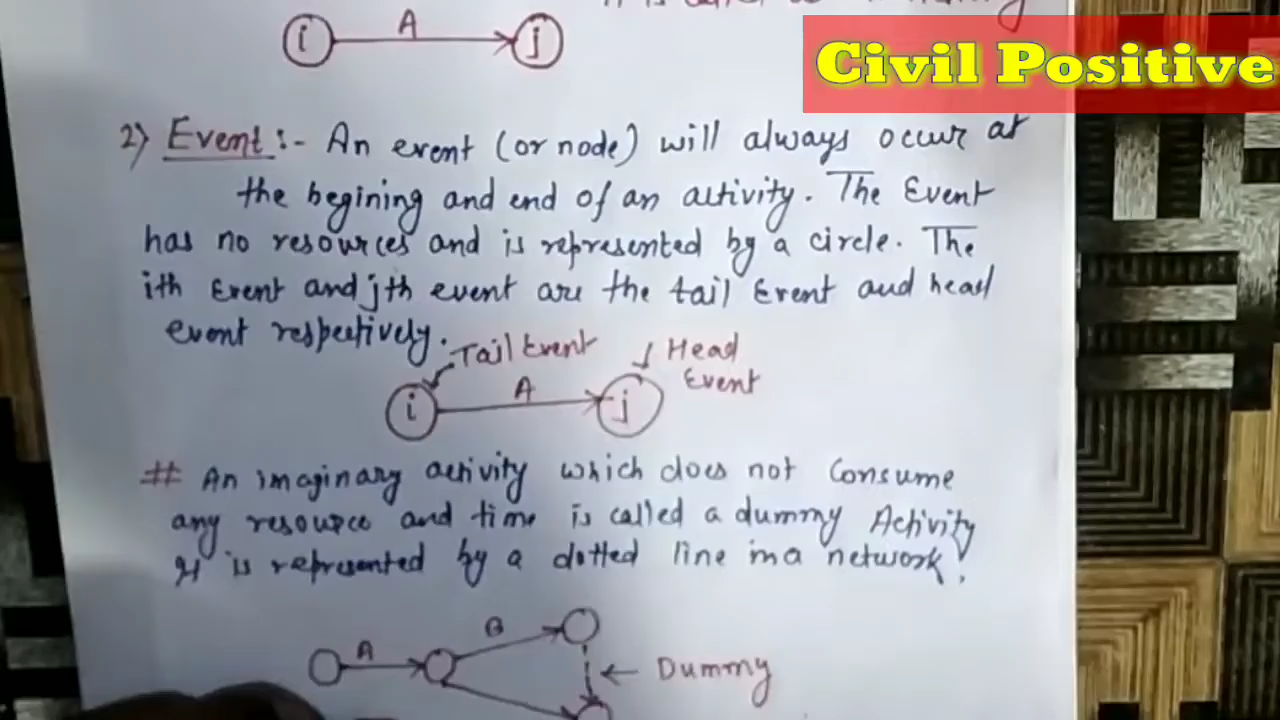 A
i j
Civil Positive
2) Event :- An event (or node) will always occur at
the begining and end of an activity. The Event
has no resources and is represented by a circle. The
ith Event and jth event are the tail Event and head
event respectively.
Tail Event Head
Event
A
i j
# An imaginary activity which does not Consume
any resource and time is called a dummy Activity
It is represented by a dotted line in a network.
B
A
Dummy